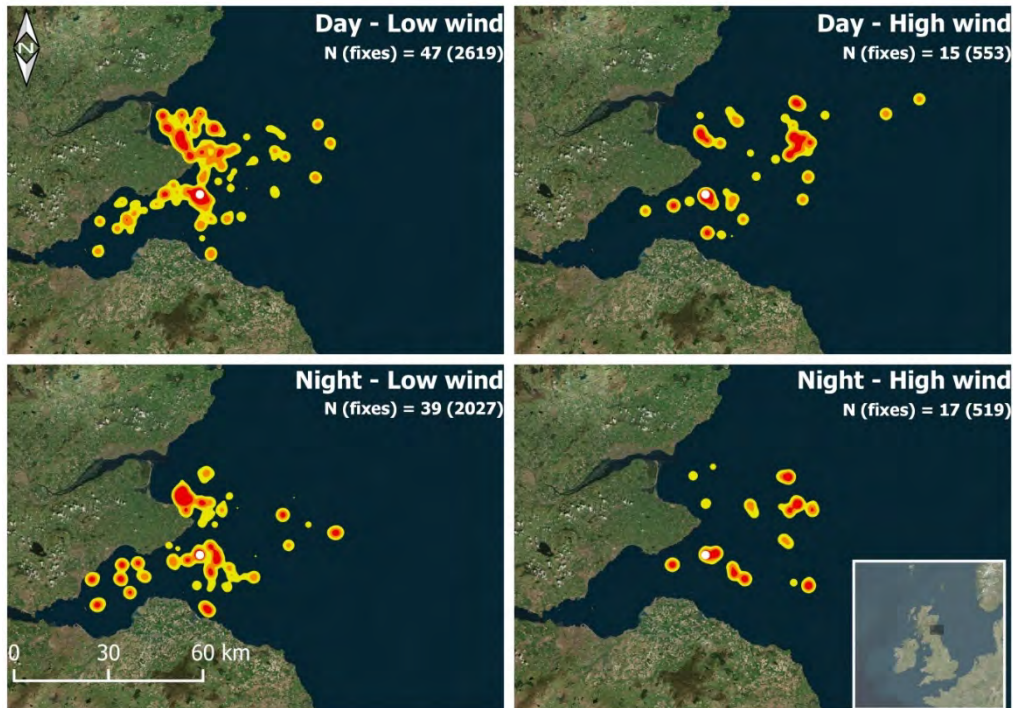 N
Day - Low wind
N (fixes) = 47 (2619)
Day - High wind
N (fixes) = 15 (553)
Night - Low wind
N (fixes) = 39 (2027)
Night - High wind
N (fixes) = 17 (519)
0 30 60 km